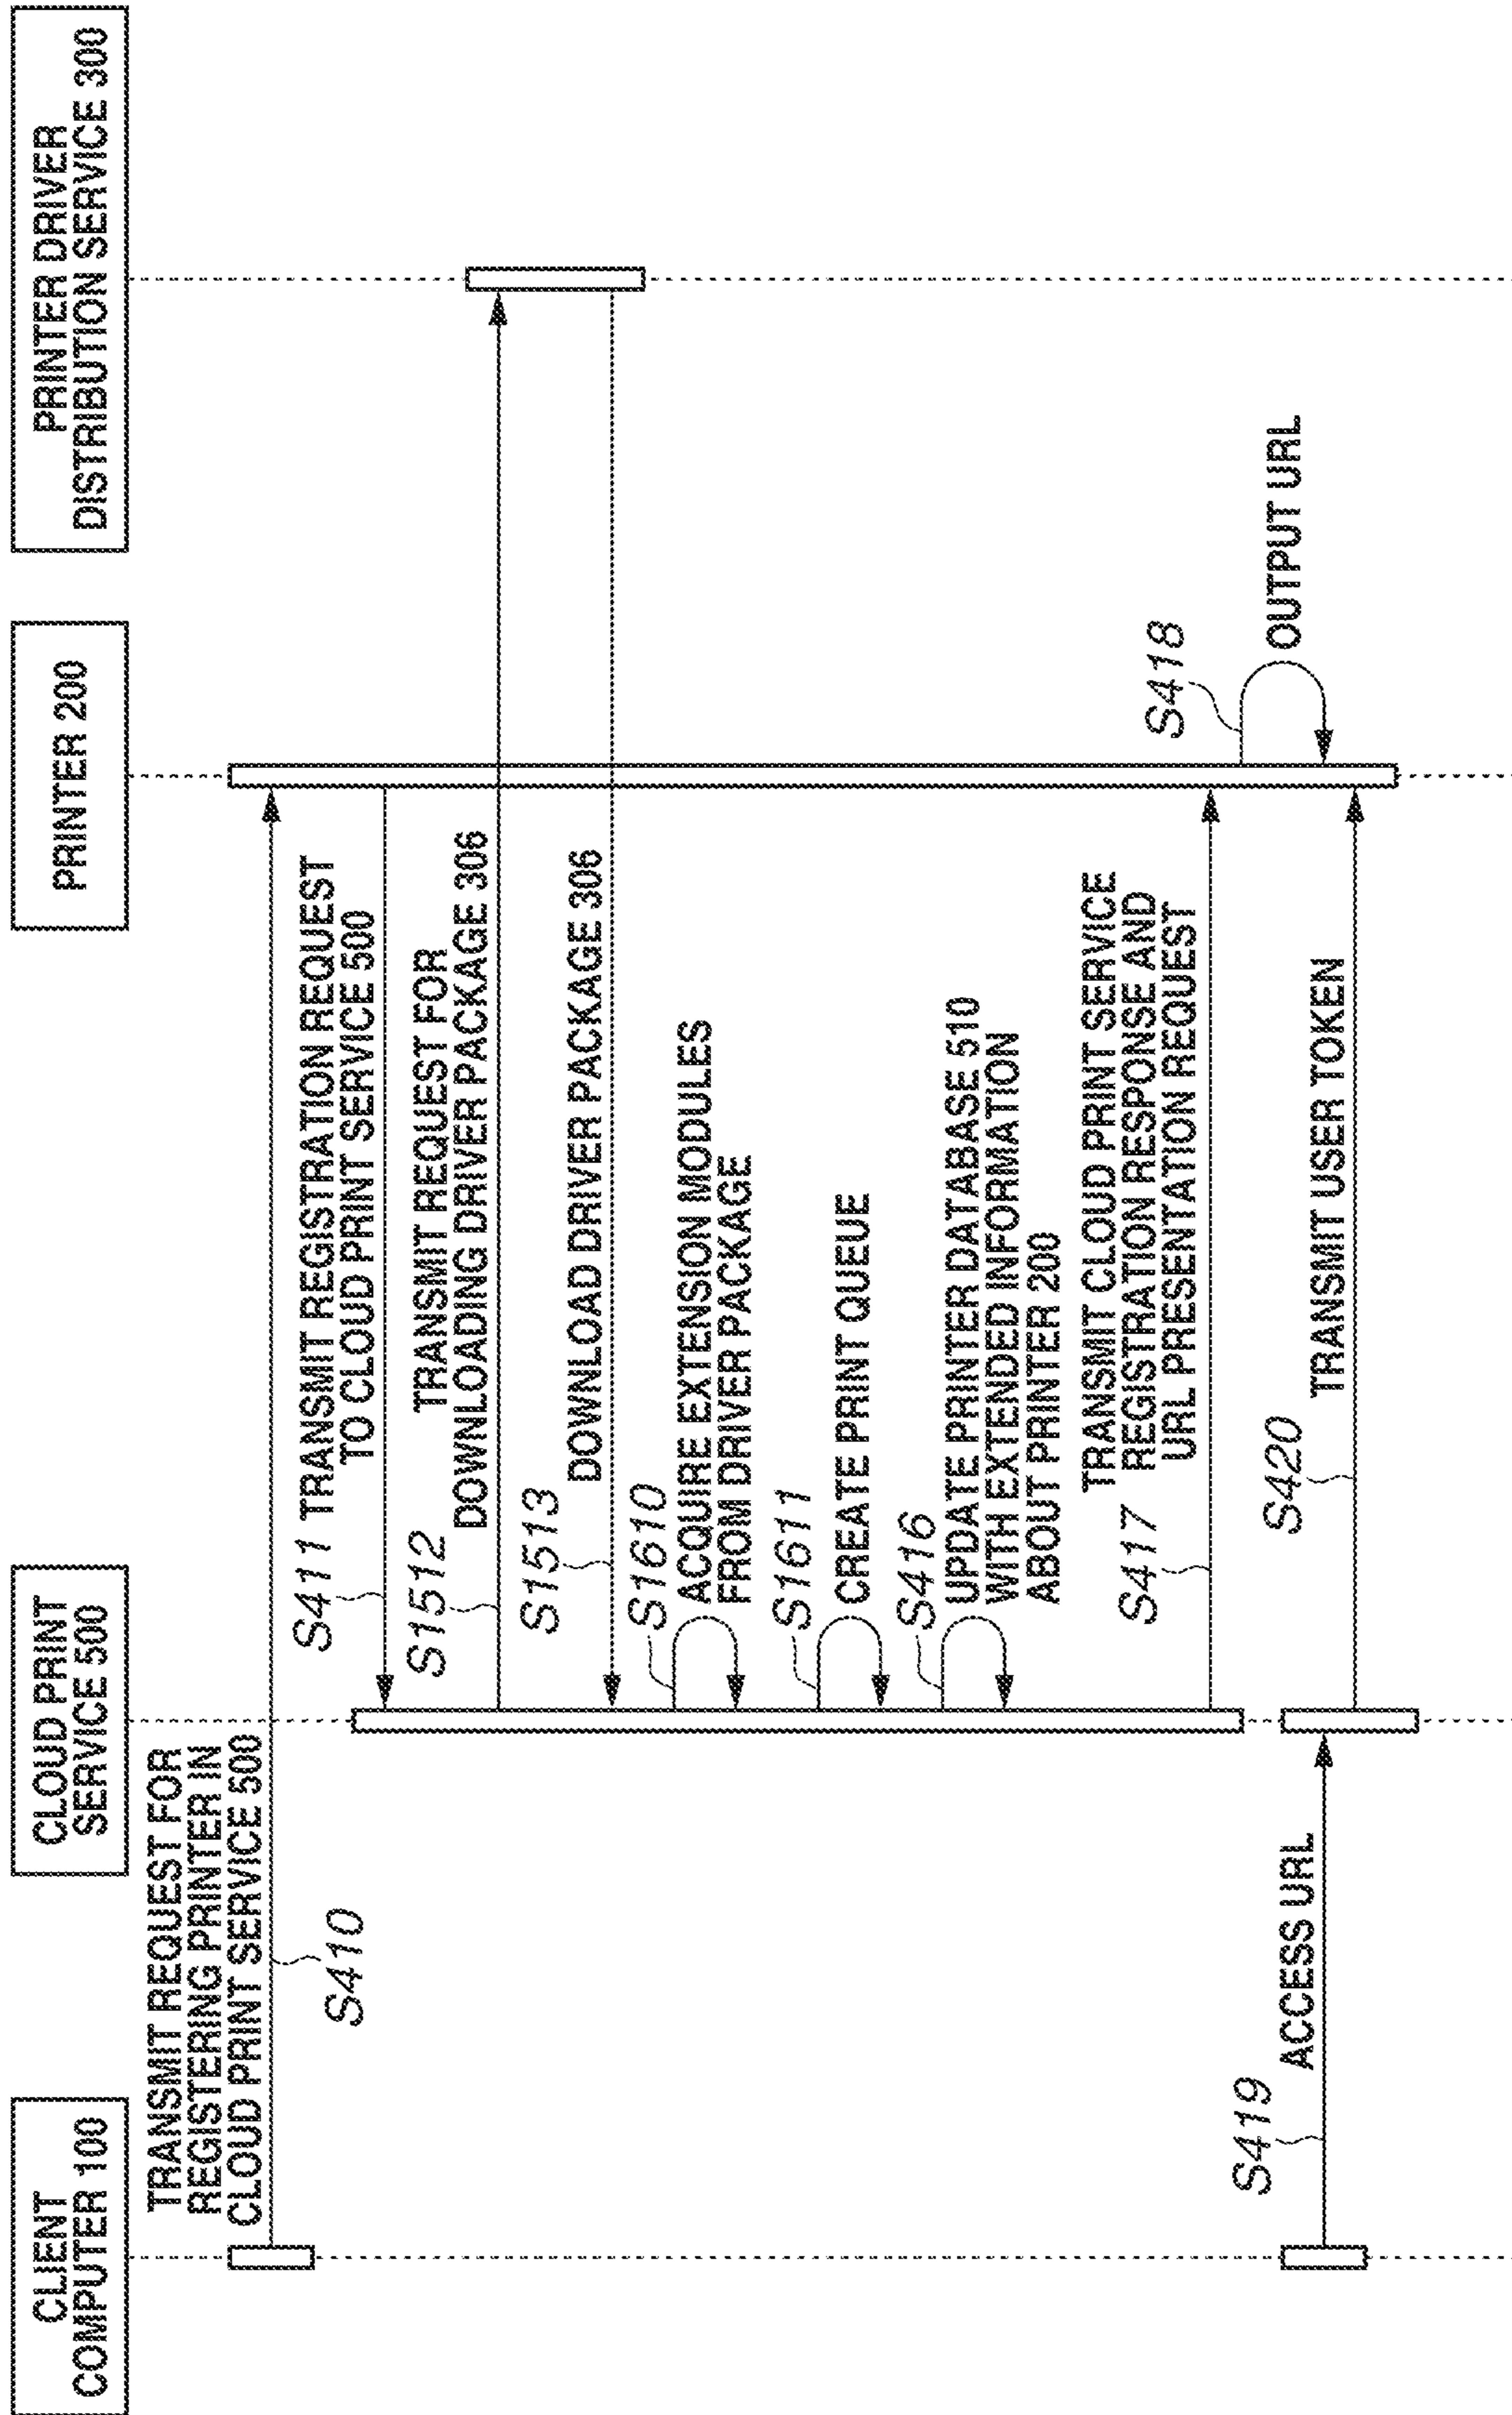 CLIENT
COMPUTER 100
CLOUD PRINT
SERVICE 500
PRINTER 200
PRINTER DRIVER
DISTRIBUTION SERVICE 300
TRANSMIT REQUEST FOR
REGISTERING PRINTER IN
CLOUD PRINT SERVICE 500
S410
S411
TRANSMIT REGISTRATION REQUEST
TO CLOUD PRINT SERVICE 500
S1512
TRANSMIT REQUEST FOR
DOWNLOADING DRIVER PACKAGE 306
S1513
DOWNLOAD DRIVER PACKAGE 306
S1610
ACQUIRE EXTENSION MODULES
FROM DRIVER PACKAGE
S1611
CREATE PRINT QUEUE
S416
UPDATE PRINTER DATABASE 510
WITH EXTENDED INFORMATION
ABOUT PRINTER 200
S417
TRANSMIT CLOUD PRINT SERVICE
REGISTRATION RESPONSE AND
URL PRESENTATION REQUEST
S418
OUTPUT URL
S419
ACCESS URL
S420
TRANSMIT USER TOKEN